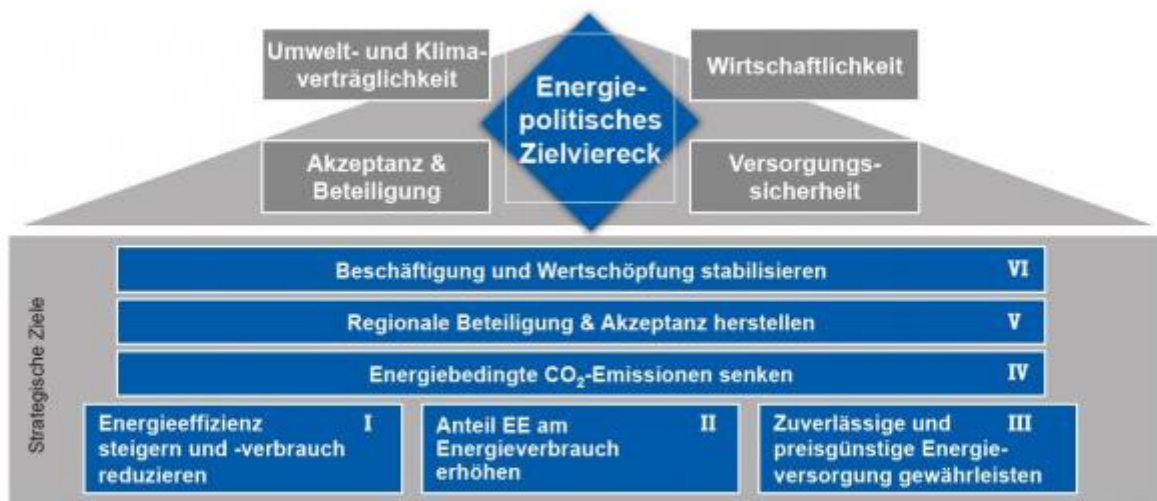 Umwelt- und Klima-
verträglichkeit
Energie-
politisches
Zielviereck
Wirtschaftlichkeit
Akzeptanz &
Beteiligung
Versorgungs-
sicherheit
Strategische Ziele
Beschäftigung und Wertschöpfung stabilisieren VI
Regionale Beteiligung & Akzeptanz herstellen V
Energiebedingte CO₂-Emissionen senken IV
Energieeffizienz I
steigern und -verbrauch
reduzieren
Anteil EE am II
Energieverbrauch
erhöhen
Zuverlässige und III
preisgünstige Energie-
versorgung gewährleisten